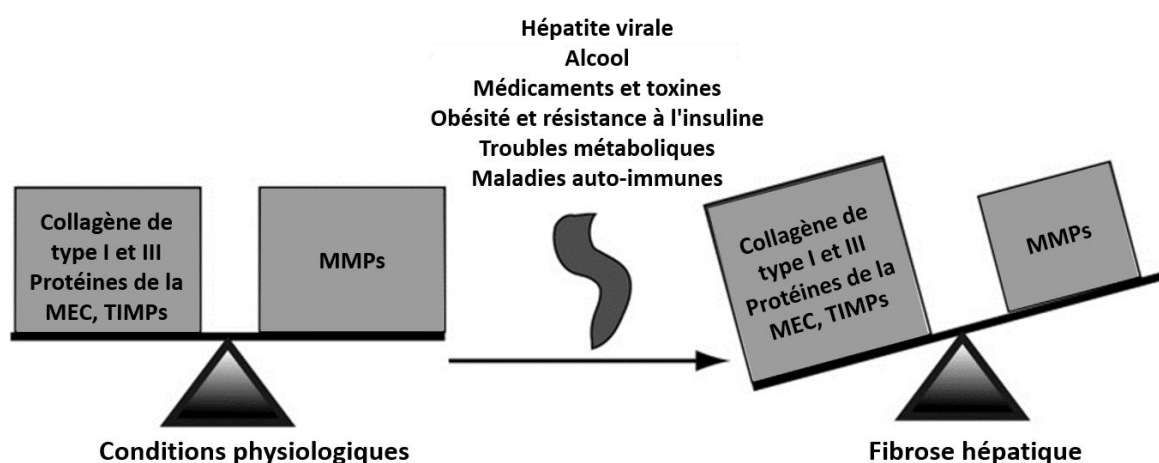 Hépatite virale
Alcool
Médicaments et toxines
Obésité et résistance à l'insuline
Troubles métaboliques
Maladies auto-immunes
Collagène de
type I et III
Protéines de la
MEC, TIMPs
MMPs
Collagène de
type I et III
Protéines de la
MEC, TIMPs
MMPs
Conditions physiologiques
Fibrose hépatique